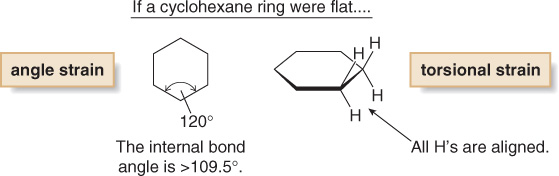 If a cyclohexane ring were flat....
angle strain
120°
The internal bond
angle is >109.5°.
H
H
H
H
torsional strain
All H's are aligned.